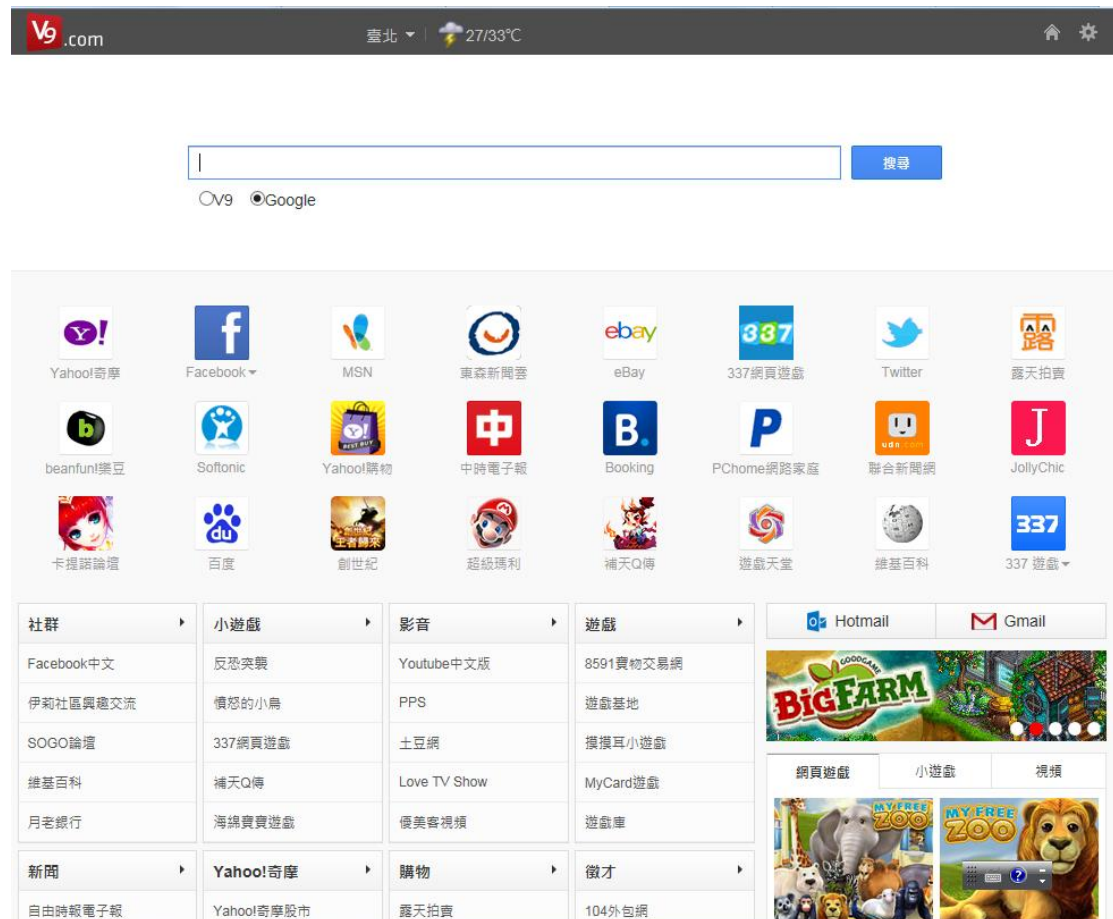 V9.com
臺北 27/33℃
搜尋
V9 Google
Yahoo!奇摩 Facebook MSN 東森新聞雲 eBay 337網頁遊戲 Twitter 露天拍賣
beanfun!樂豆 Softonic Yahoo!購物 中時電子報 Booking PChome網路家庭 聯合新聞網 JollyChic
卡提諾論壇 百度 創世紀 超級瑪利 補天Q傳 遊戲天堂 維基百科 337 遊戲
社群 小遊戲 影音 遊戲 Hotmail Gmail
Facebook中文 反恐突襲 Youtube中文版 8591寶物交易網
伊莉社區興趣交流 憤怒的小鳥 PPS 遊戲基地
GOODGAME
BIGFARM
SOGO論壇 337網頁遊戲 土豆網 摸摸耳小遊戲
網頁遊戲 小遊戲 視頻
維基百科 補天Q傳 Love TV Show MyCard遊戲
月老銀行 海綿寶寶遊戲 優美客視頻 遊戲庫
MY FREE ZOO MY FREE ZOO
新聞 Yahoo!奇摩 購物 徵才
自由時報電子報 Yahoo!奇摩股市 露天拍賣 104外包網